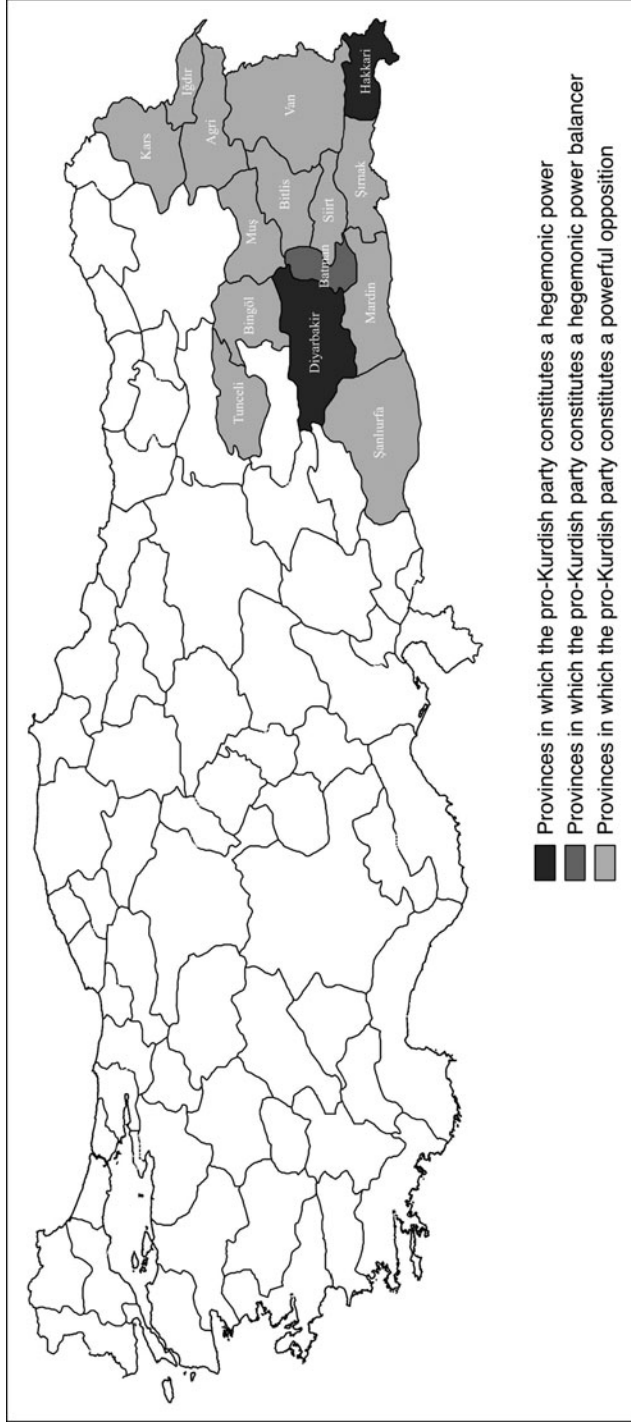 Kars
Iğdır
Agri
Van
Muş
Bitlis
Hakkari
Bingöl
Siirt
Şırnak
Batman
Tunceli
Diyarbakir
Mardin
Şanlıurfa
Provinces in which the pro-Kurdish party constitutes a hegemonic power
Provinces in which the pro-Kurdish party constitutes a hegemonic power balancer
Provinces in which the pro-Kurdish party constitutes a powerful opposition